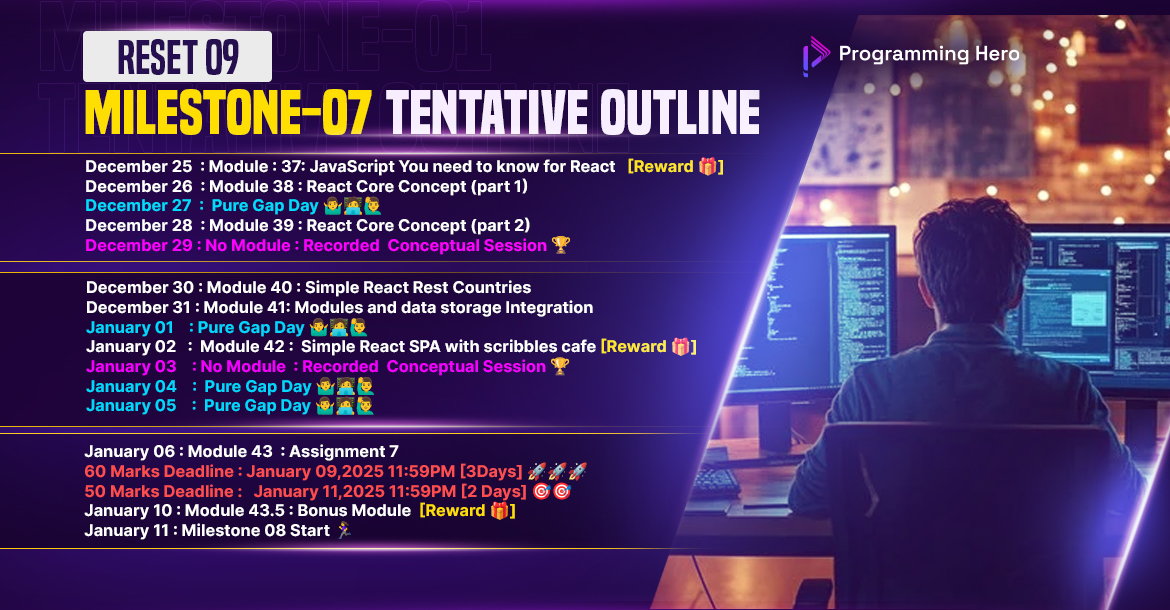 RESET 09
Programming Hero
MILESTONE-07 TENTATIVE OUTLINE
December 25 : Module : 37: JavaScript You need to know for React [Reward 🎁]
December 26 : Module 38 : React Core Concept (part 1)
December 27 : Pure Gap Day 🤷‍♂️🧑‍💻🙋‍♂️
December 28 : Module 39 : React Core Concept (part 2)
December 29 : No Module : Recorded Conceptual Session 🏆
December 30 : Module 40 : Simple React Rest Countries
December 31 : Module 41: Modules and data storage Integration
January 01 : Pure Gap Day 🤷‍♂️🧑‍💻🙋‍♂️
January 02 : Module 42 : Simple React SPA with scribbles cafe [Reward 🎁]
January 03 : No Module : Recorded Conceptual Session 🏆
January 04 : Pure Gap Day 🤷‍♂️🧑‍💻🙋‍♂️
January 05 : Pure Gap Day 🤷‍♂️🧑‍💻🙋‍♂️
January 06 : Module 43 : Assignment 7
60 Marks Deadline : January 09,2025 11:59PM [3Days] 🚀🚀🚀
50 Marks Deadline : January 11,2025 11:59PM [2 Days] 🎯🎯
January 10 : Module 43.5 : Bonus Module [Reward 🎁]
January 11 : Milestone 08 Start 🏃‍♀️